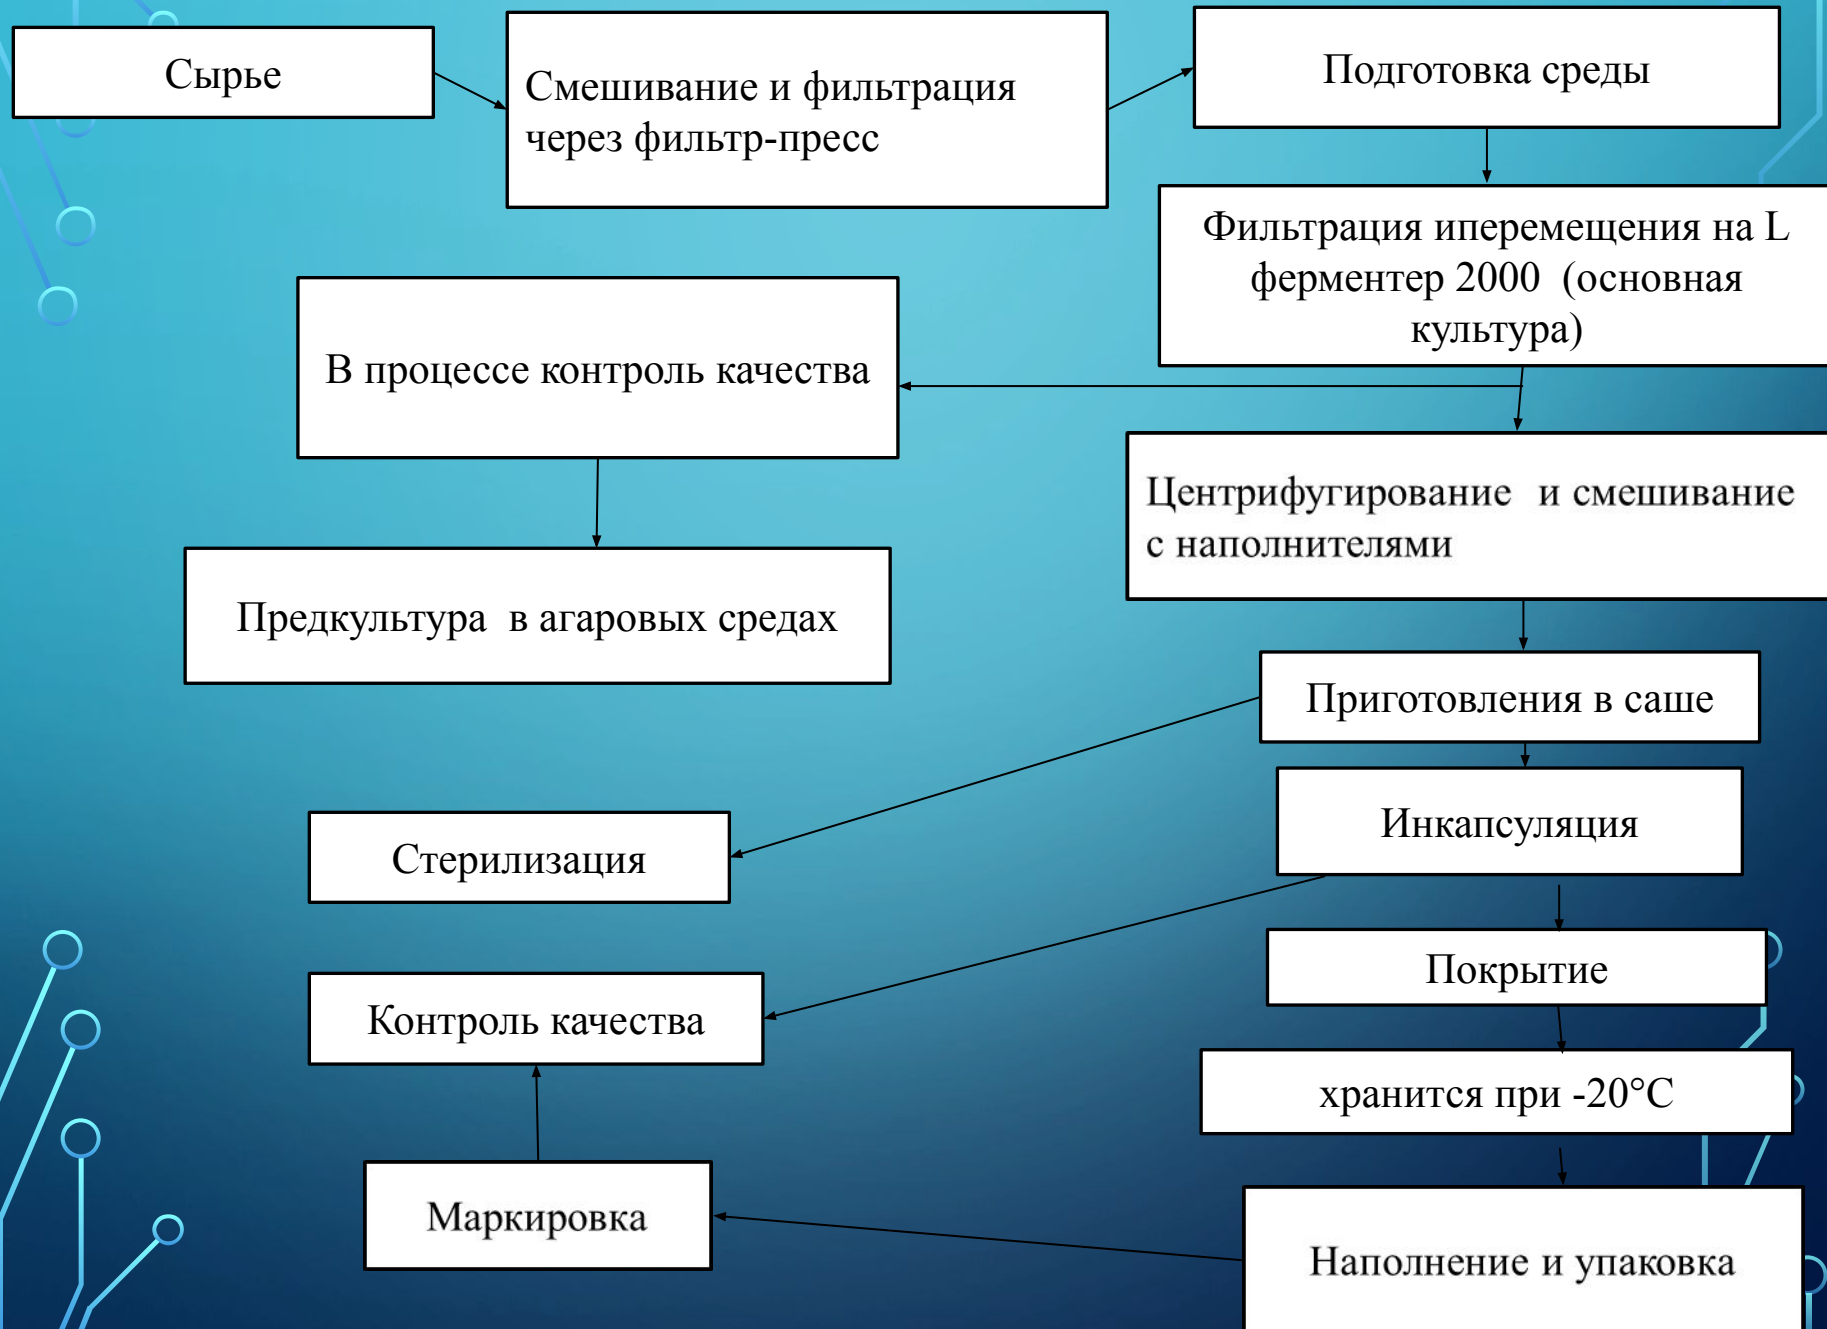 Сырье
Смешивание и фильтрация
через фильтр-пресс
Подготовка среды
Фильтрация иперемещения на L
ферментер 2000 (основная
культура)
В процессе контроль качества
Центрифугирование и смешивание
с наполнителями
Предкультура в агаровых средах
Приготовления в саше
Инкапсуляция
Стерилизация
Покрытие
Контроль качества
хранится при -20°C
Маркировка
Наполнение и упаковка